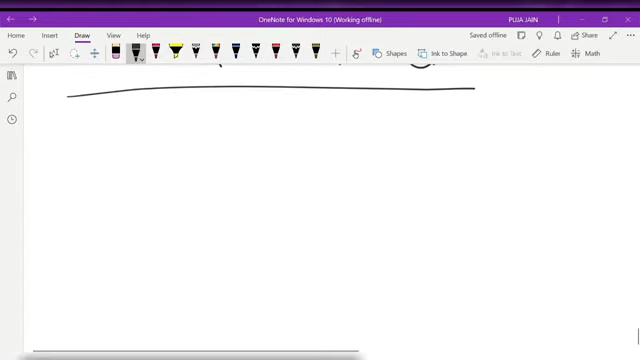 OneNote for Windows 10 (Working offline)
PUJA JAIN
Home Insert Draw View Help
Saved offline Share
Shapes Ink to Shape Ink to Text Ruler Math